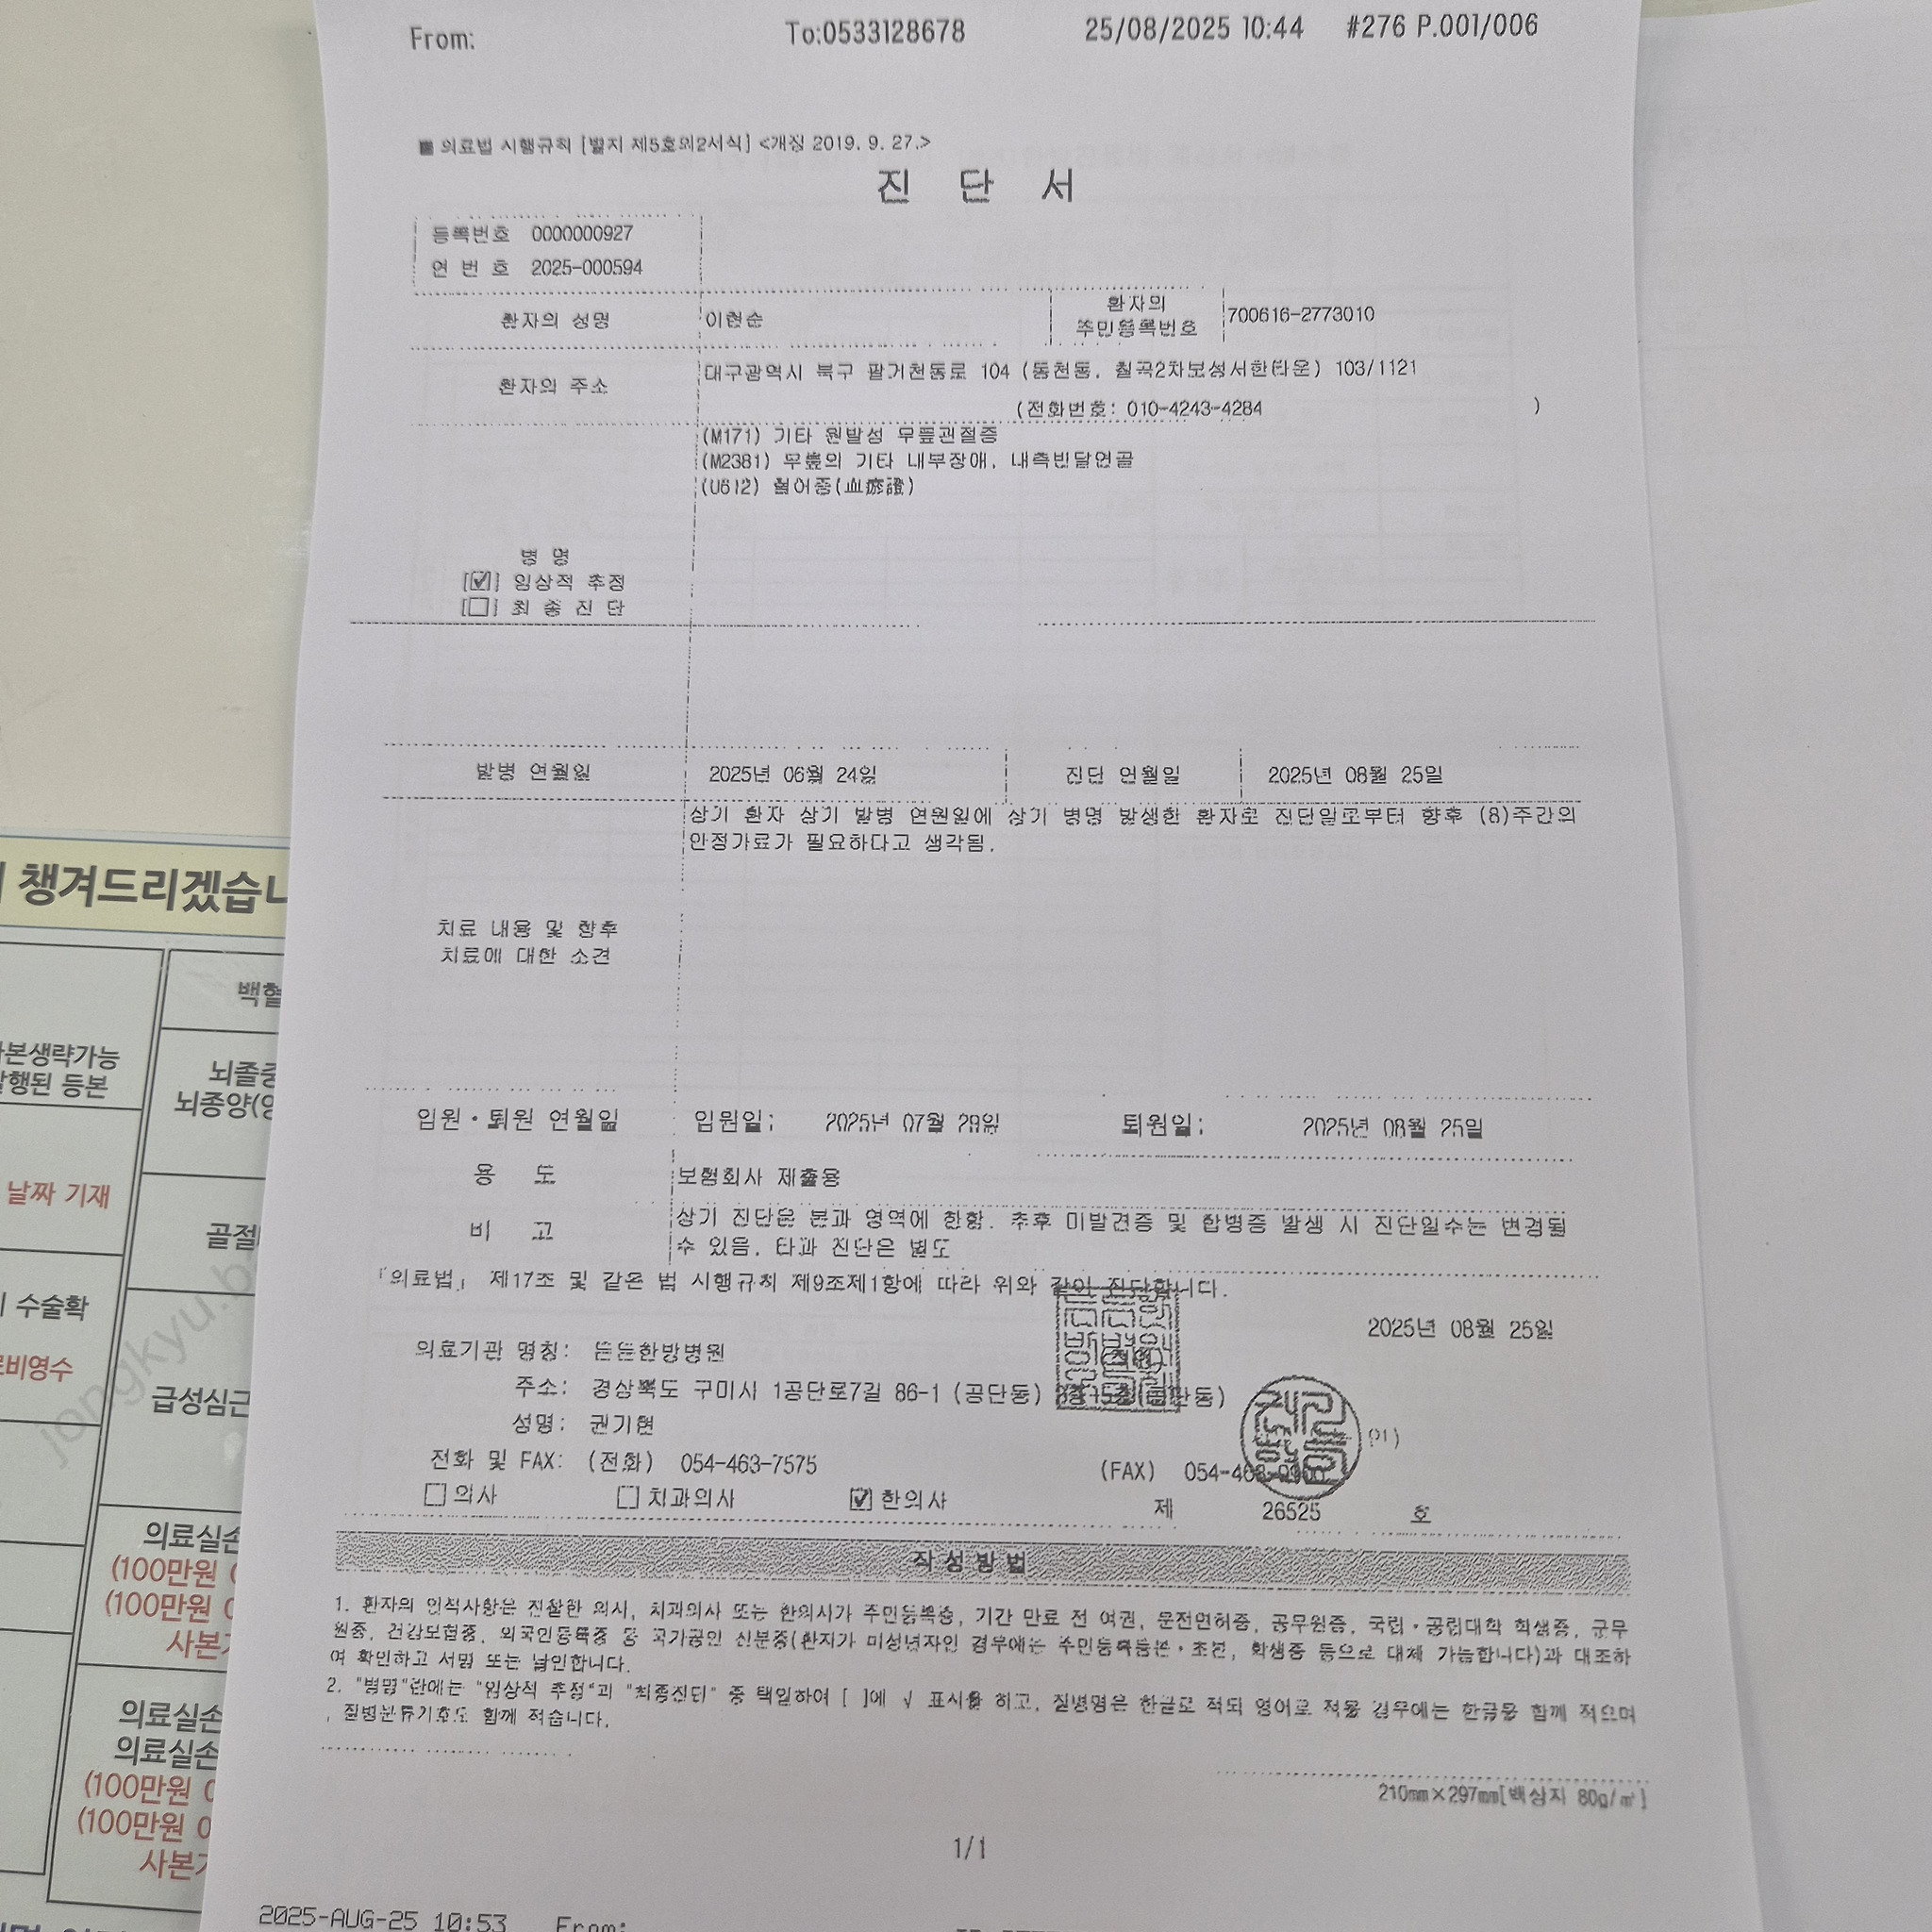 From: To:0533128678 25/08/2025 10:44 #276 P.001/006
■ 의료법 시행규칙 [별지 제5호의2서식] <개정 2019. 9. 27.>
진 단 서
등록번호 0000000927
연 번 호 2025-000594
환자의 성명 이현순 환자의 주민등록번호 700616-2773010
환자의 주소 대구광역시 북구 팔거천동로 104 (동천동, 칠곡2차보성서한타운) 103/1121
(전화번호: 010-4243-4284 )
(M171) 기타 원발성 무릎관절증
(M2381) 무릎의 기타 내부장애, 내측반달연골
(U612) 혈어증(血瘀證)
병 명
[☑] 임상적 추정
[☐] 최 종 진 단
발병 연월일 2025년 06월 24일 진단 연월일 2025년 08월 25일
상기 환자 상기 발병 연원일에 상기 병명 발생한 환자로 진단일로부터 향후 (8)주간의
안정가료가 필요하다고 생각됨.
치료 내용 및 향후
치료에 대한 소견
입원·퇴원 연월일 입원일: 2025년 07월 29일 퇴원일: 2025년 08월 25일
용 도 보험회사 제출용
비 고 상기 진단은 본과 영역에 한함. 추후 미발견증 및 합병증 발생 시 진단일수는 변경될
수 있음. 타과 진단은 별도
「의료법」 제17조 및 같은 법 시행규칙 제9조제1항에 따라 위와 같이 진단합니다.
2025년 08월 25일
의료기관 명칭: 튼튼한방병원
주소: 경상북도 구미시 1공단로7길 86-1 (공단동)
성명: 권기현 (인)
전화 및 FAX: (전화) 054-463-7575 (FAX) 054-463-
☐ 의사 ☐ 치과의사 ☑ 한의사 제 26525 호
작성방법
1. 환자의 인적사항은 진찰한 의사, 치과의사 또는 한의사가 주민등록증, 기간 만료 전 여권, 운전면허증, 공무원증, 국립·공립대학 학생증, 군무
원증, 건강보험증, 외국인등록증 등 국가공인 신분증(환자가 미성년자인 경우에는 주민등록등본·초본, 학생증 등으로 대체 가능합니다)과 대조하
여 확인하고 서명 또는 날인합니다.
2. "병명"란에는 "임상적 추정"과 "최종진단" 중 택일하여 [ ]에 √ 표시를 하고, 질병명은 한글로 적되 영어로 적을 경우에는 한글을 함께 적으며
, 질병분류기호도 함께 적습니다.
210mm×297mm[백상지 80g/㎡]
1/1
2025-AUG-25 10:53 From:
챙겨드리겠습니
본생략가능
행된 등본
날짜 기재
수술확
비영수
백혈
뇌졸중
뇌종양(양
골절
급성심근
의료실손
(100만원
(100만원
사본
의료실손
의료실손
(100만원
(100만원
사본
jongkyu.b